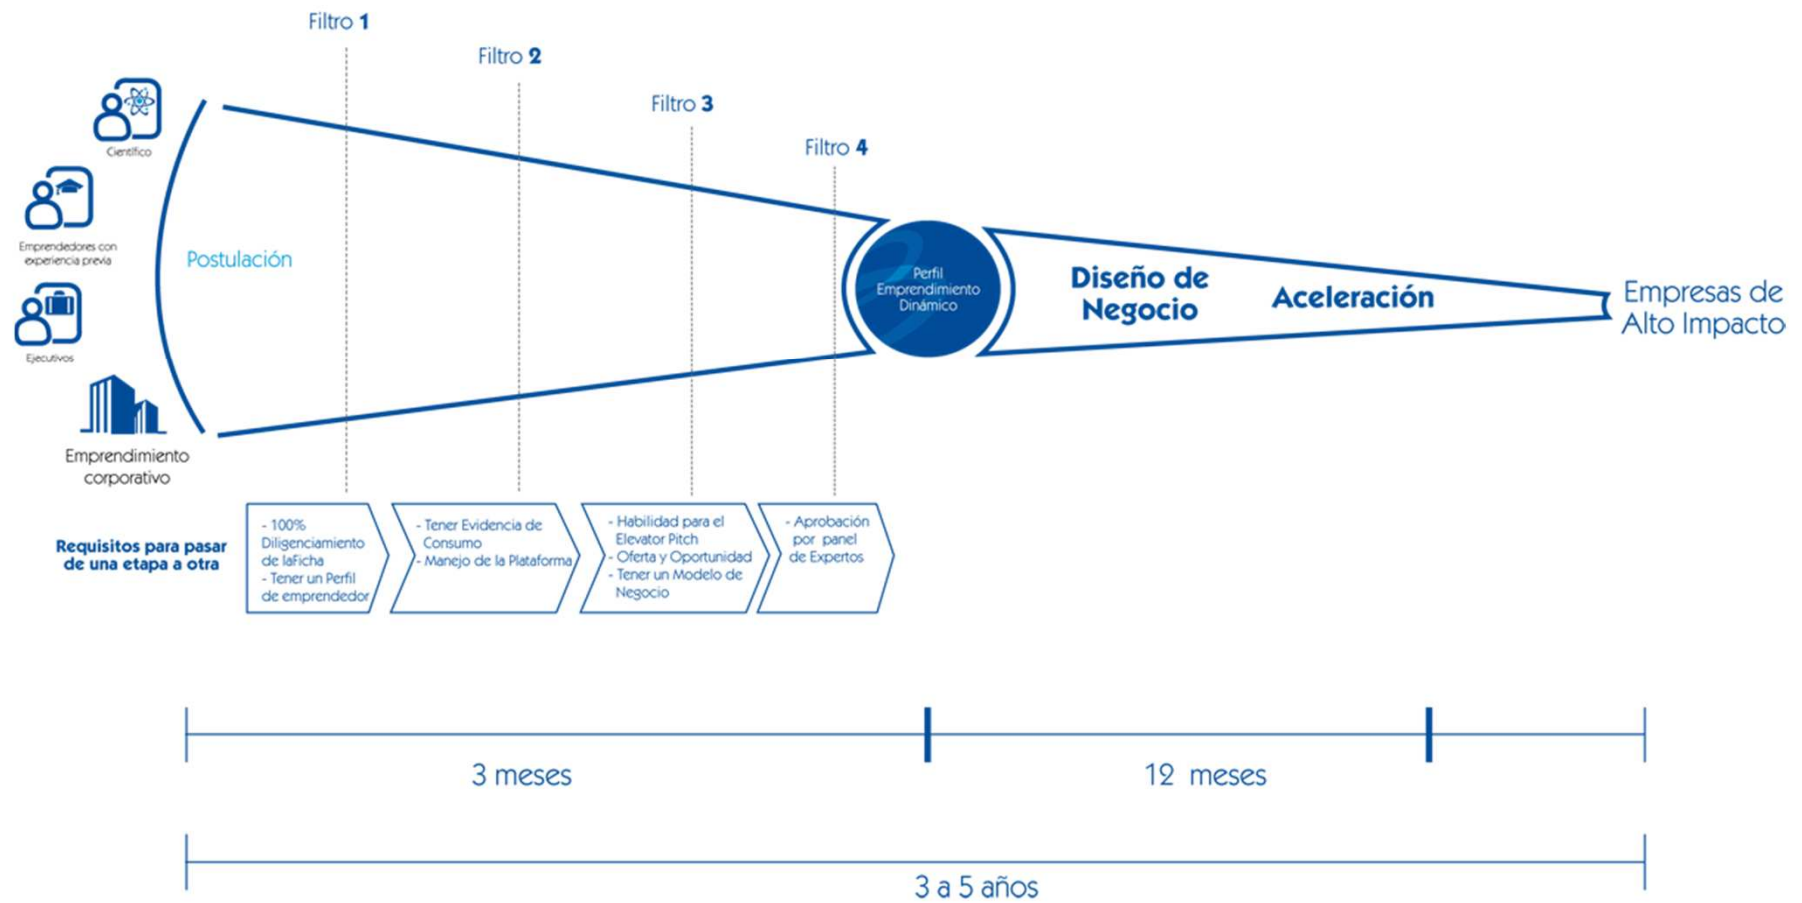 Filtro 1
Filtro 2
Filtro 3
Filtro 4
Científico
Emprendedores con
experiencia previa
Ejecutivos
Emprendimiento
corporativo
Postulación
Perfil
Emprendimiento
Dinámico
Diseño de
Negocio
Aceleración
Empresas de
Alto Impacto
Requisitos para pasar
de una etapa a otra
- 100%
Diligenciamiento
de laFicha
- Tener un Perfil
de emprendedor
- Tener Evidencia de
Consumo
- Manejo de la Plataforma
- Habilidad para el
Elevator Pitch
- Oferta y Oportunidad
- Tener un Modelo de
Negocio
- Aprobación
por panel
de Expertos
3 meses
12 meses
3 a 5 años